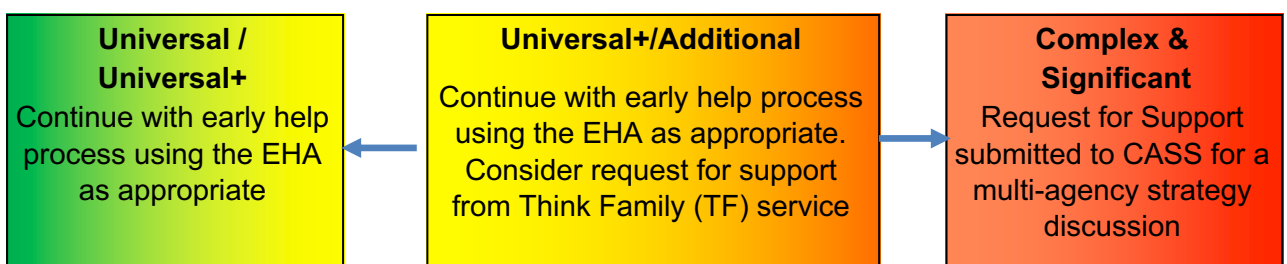 Universal /
Universal+
Continue with early help
process using the EHA
as appropriate
Universal+/Additional
Continue with early help process
using the EHA as appropriate.
Consider request for support
from Think Family (TF) service
Complex &
Significant
Request for Support
submitted to CASS for a
multi-agency strategy
discussion